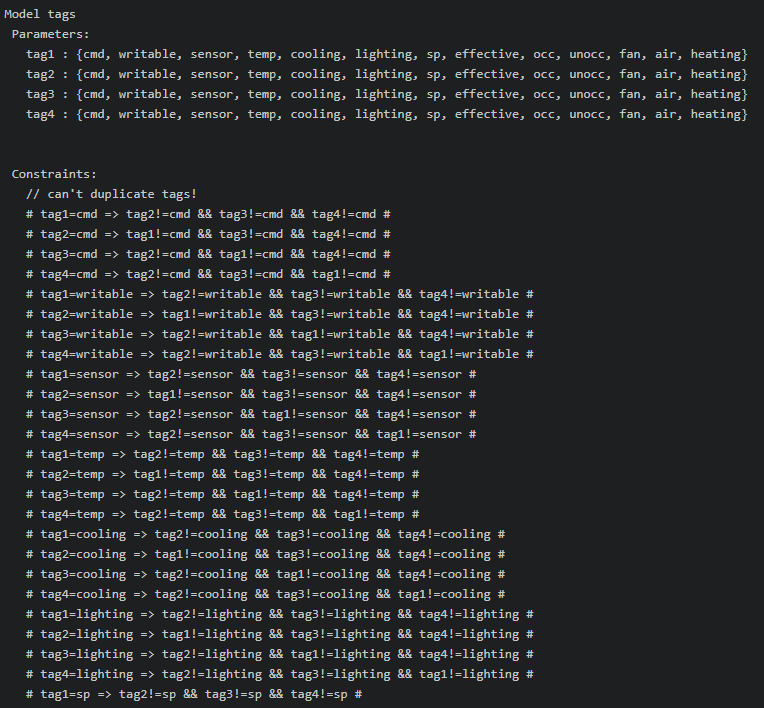 Model tags
Parameters:
tag1 : {cmd, writable, sensor, temp, cooling, lighting, sp, effective, occ, unocc, fan, air, heating}
tag2 : {cmd, writable, sensor, temp, cooling, lighting, sp, effective, occ, unocc, fan, air, heating}
tag3 : {cmd, writable, sensor, temp, cooling, lighting, sp, effective, occ, unocc, fan, air, heating}
tag4 : {cmd, writable, sensor, temp, cooling, lighting, sp, effective, occ, unocc, fan, air, heating}
Constraints:
// can't duplicate tags!
# tag1=cmd => tag2!=cmd && tag3!=cmd && tag4!=cmd #
# tag2=cmd => tag1!=cmd && tag3!=cmd && tag4!=cmd #
# tag3=cmd => tag2!=cmd && tag1!=cmd && tag4!=cmd #
# tag4=cmd => tag2!=cmd && tag3!=cmd && tag1!=cmd #
# tag1=writable => tag2!=writable && tag3!=writable && tag4!=writable #
# tag2=writable => tag1!=writable && tag3!=writable && tag4!=writable #
# tag3=writable => tag2!=writable && tag1!=writable && tag4!=writable #
# tag4=writable => tag2!=writable && tag3!=writable && tag1!=writable #
# tag1=sensor => tag2!=sensor && tag3!=sensor && tag4!=sensor #
# tag2=sensor => tag1!=sensor && tag3!=sensor && tag4!=sensor #
# tag3=sensor => tag2!=sensor && tag1!=sensor && tag4!=sensor #
# tag4=sensor => tag2!=sensor && tag3!=sensor && tag1!=sensor #
# tag1=temp => tag2!=temp && tag3!=temp && tag4!=temp #
# tag2=temp => tag1!=temp && tag3!=temp && tag4!=temp #
# tag3=temp => tag2!=temp && tag1!=temp && tag4!=temp #
# tag4=temp => tag2!=temp && tag3!=temp && tag1!=temp #
# tag1=cooling => tag2!=cooling && tag3!=cooling && tag4!=cooling #
# tag2=cooling => tag1!=cooling && tag3!=cooling && tag4!=cooling #
# tag3=cooling => tag2!=cooling && tag1!=cooling && tag4!=cooling #
# tag4=cooling => tag2!=cooling && tag3!=cooling && tag1!=cooling #
# tag1=lighting => tag2!=lighting && tag3!=lighting && tag4!=lighting #
# tag2=lighting => tag1!=lighting && tag3!=lighting && tag4!=lighting #
# tag3=lighting => tag2!=lighting && tag1!=lighting && tag4!=lighting #
# tag4=lighting => tag2!=lighting && tag3!=lighting && tag1!=lighting #
# tag1=sp => tag2!=sp && tag3!=sp && tag4!=sp #